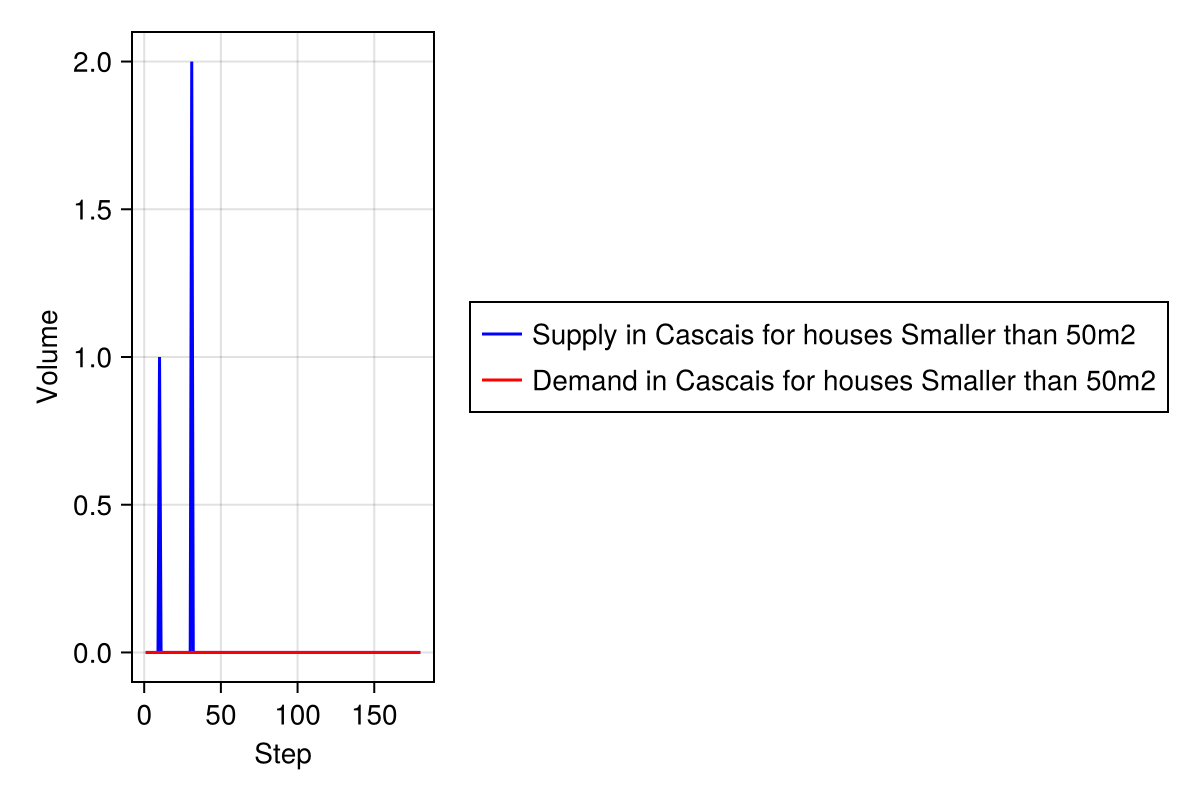 2.0
1.5
1.0
0.5
0.0
Volume
0 50 100 150
Step
Supply in Cascais for houses Smaller than 50m2
Demand in Cascais for houses Smaller than 50m2